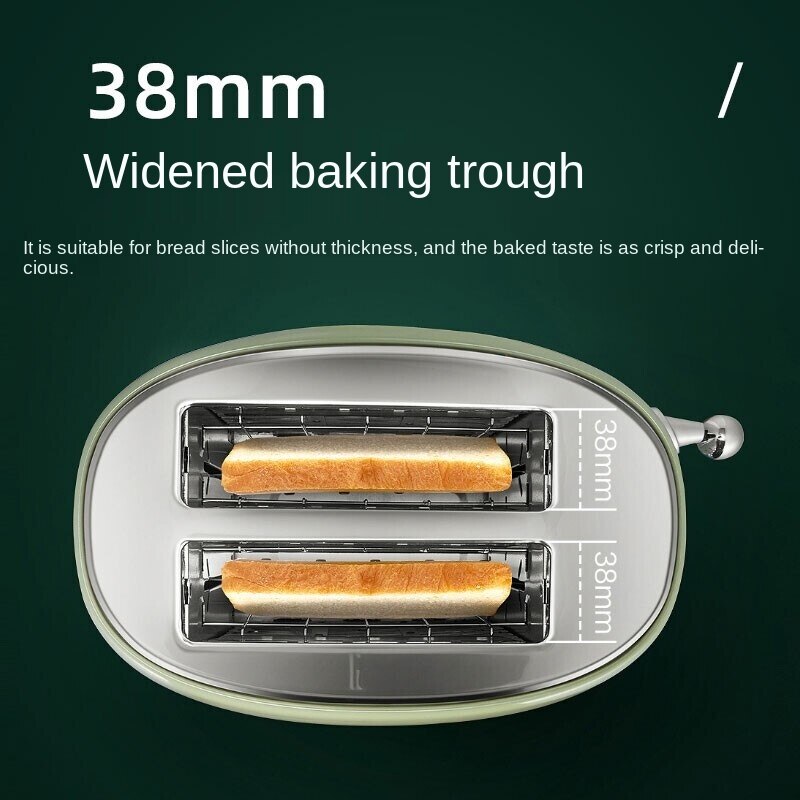 38mm
/
Widened baking trough
It is suitable for bread slices without thickness, and the baked taste is as crisp and deli-
cious.
38mm
38mm